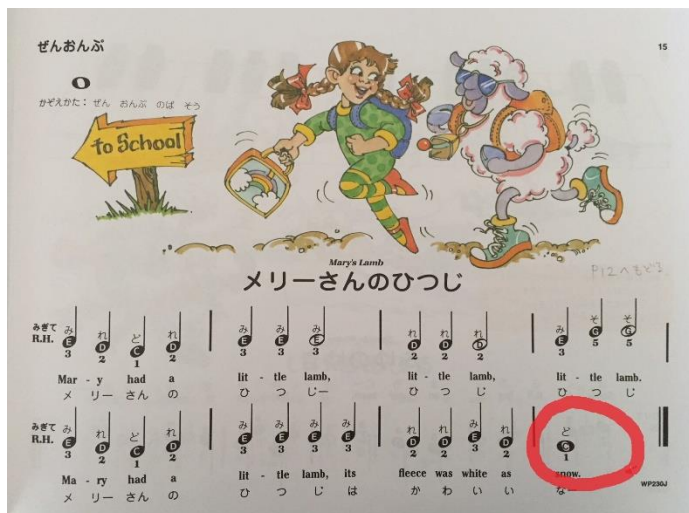 ぜんおんぷ
15
かぞえかた: ぜん おんぷ のば そう
to School
Mary's Lamb
メリーさんのひつじ
P12へもどる
みぎて み れ ど れ み み み れ れ れ み そ そ
R.H. E D C D E E E D D D E G G
3 2 1 2 3 3 3 2 2 2 3 5 5
Mar - y had a lit - tle lamb, lit - tle lamb, lit - tle lamb.
メ リー さん の ひ つ じー ひ つ じ ひ つ じ
みぎて み れ ど れ み み み み れ れ み れ ど
R.H. E D C D E E E E D D E D C
3 2 1 2 3 3 3 3 2 2 3 2 1
Ma - ry had a lit - tle lamb, its fleece was white as snow.
メ リー さん の ひ つ じ は か わ い い なー
WP230J